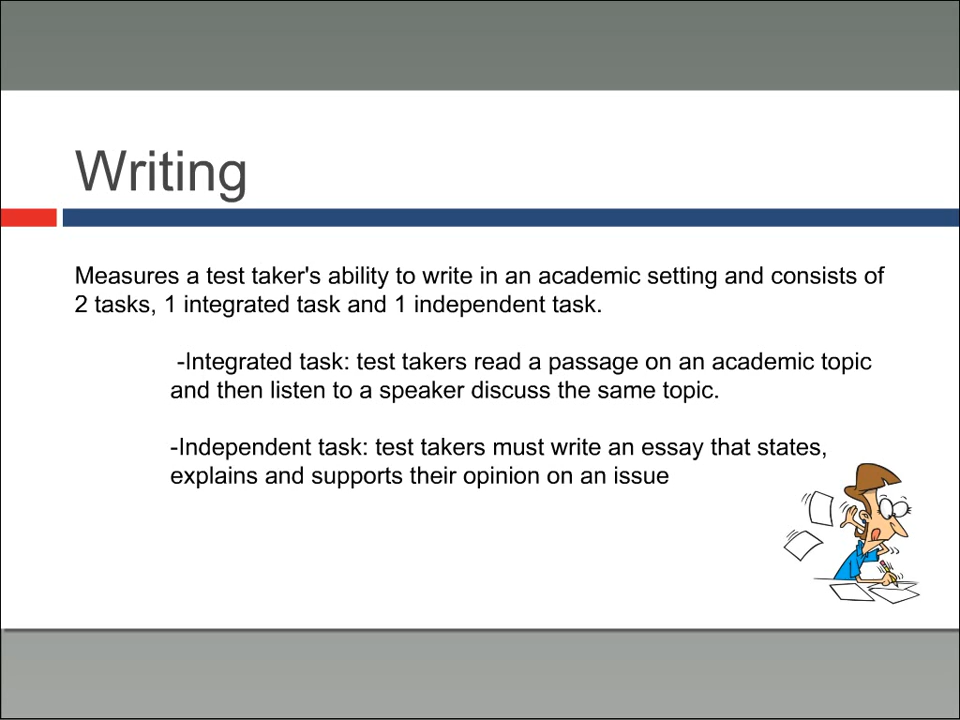 Writing
Measures a test taker's ability to write in an academic setting and consists of
2 tasks, 1 integrated task and 1 independent task.
-Integrated task: test takers read a passage on an academic topic
and then listen to a speaker discuss the same topic.
-Independent task: test takers must write an essay that states,
explains and supports their opinion on an issue